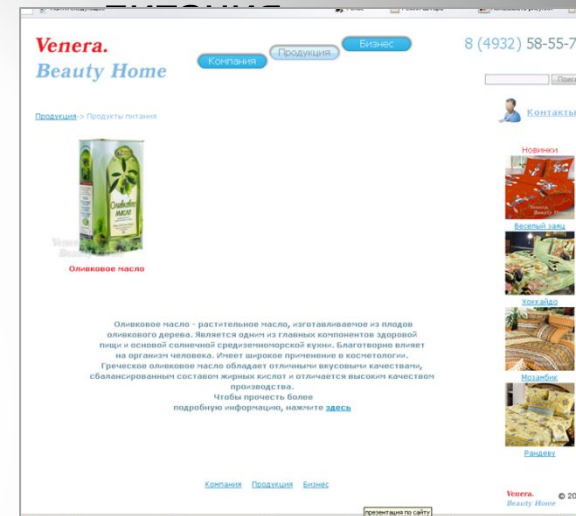 Venera.
Beauty Home
Компания
Продукция
Бизнес
8 (4932) 58-55-7
Поис
Контакты
Продукция-> Продукты питания
Новинки
Оливковое
масло
Оливковое масло
Веселый заяц
Хоккайдо
Мозамбик
Рандеву
Оливковое масло - растительное масло, изготавливаемое из плодов
оливкового дерева. Является одним из главных компонентов здоровой
пищи и основой солнечной средиземноморской кухни. Благотворно влияет
на организм человека. Имеет широкое применение в косметологии.
Греческое оливковое масло обладает отличными вкусовыми качествами,
сбалансированным составом жирных кислот и отличается высоким качеством
производства.
Чтобы прочесть более
подробную информацию, нажмите здесь
Компания Продукция Бизнес
Venera.
Beauty Home
© 20
презентация по сайту